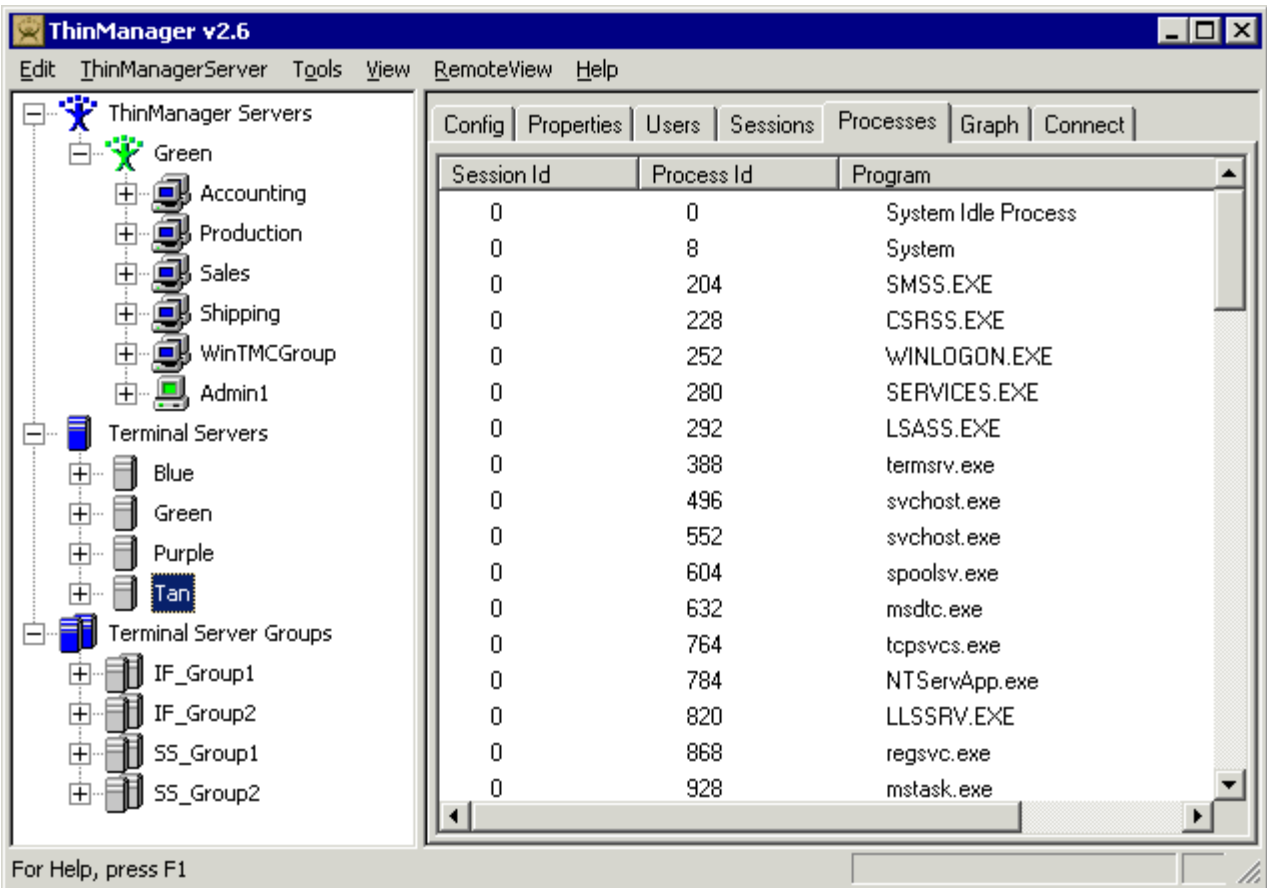 ThinManager v2.6
Edit ThinManagerServer Tools View RemoteView Help
ThinManager Servers
Green
Accounting
Production
Sales
Shipping
WinTMCGroup
Admin1
Terminal Servers
Blue
Green
Purple
Tan
Terminal Server Groups
IF_Group1
IF_Group2
SS_Group1
SS_Group2
Config Properties Users Sessions Processes Graph Connect
Session Id Process Id Program
0 0 System Idle Process
0 8 System
0 204 SMSS.EXE
0 228 CSRSS.EXE
0 252 WINLOGON.EXE
0 280 SERVICES.EXE
0 292 LSASS.EXE
0 388 termsrv.exe
0 496 svchost.exe
0 552 svchost.exe
0 604 spoolsv.exe
0 632 msdtc.exe
0 764 tcpsvcs.exe
0 784 NTServApp.exe
0 820 LLSSRV.EXE
0 868 regsvc.exe
0 928 mstask.exe
For Help, press F1